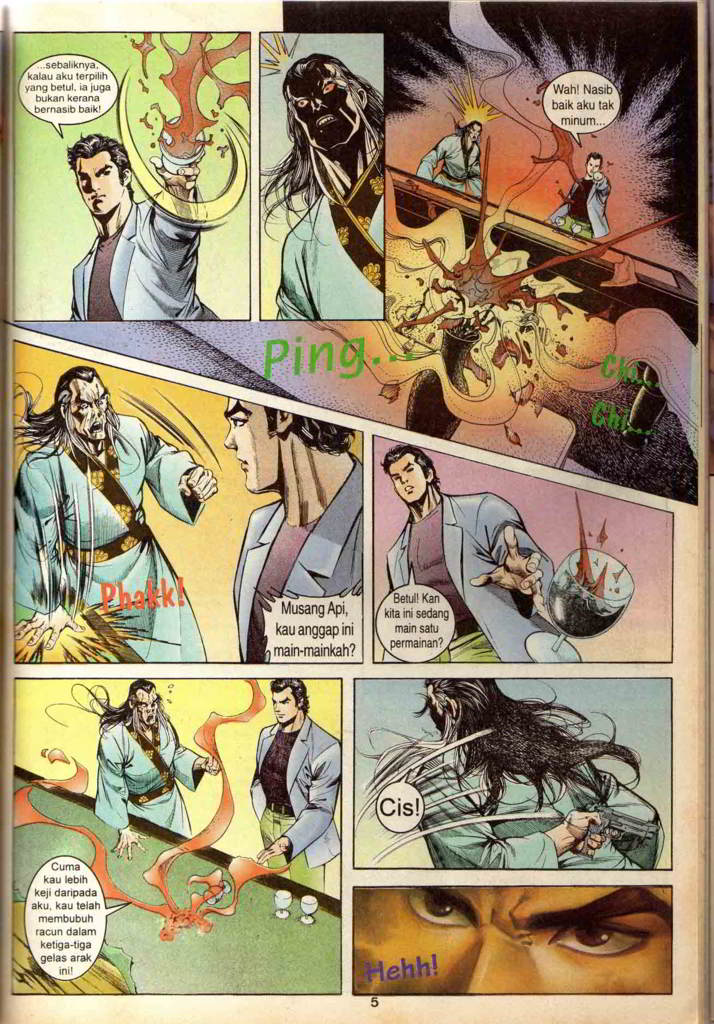 ...sebaliknya,
kalau aku terpilih
yang betul, ia juga
bukan kerana
bernasib baik!
Wah! Nasib
baik aku tak
minum...
Ping...
Chi...
Chi...
Phakk!
Musang Api,
kau anggap ini
main-mainkah?
Betul! Kan
kita ini sedang
main satu
permainan?
Cuma
kau lebih
keji daripada
aku, kau telah
membubuh
racun dalam
ketiga-tiga
gelas arak
ini!
Cis!
Hehh!
5